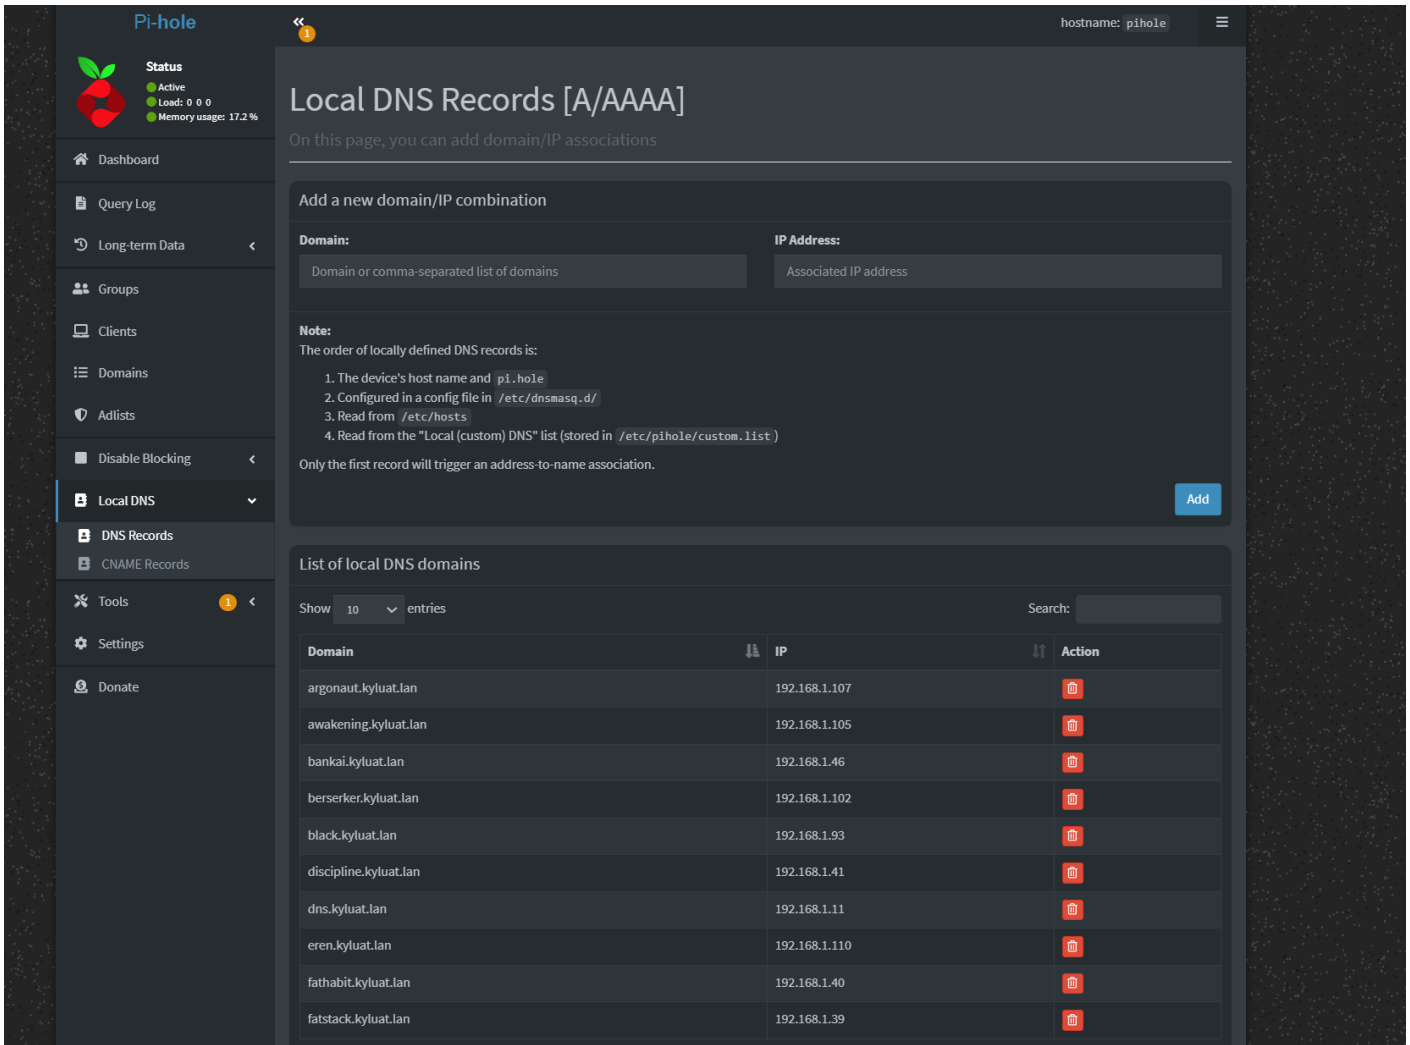 Pi-hole
1
hostname: pihole
Status
Active
Load: 0 0 0
Memory usage: 17.2 %
Dashboard
Query Log
Long-term Data
Groups
Clients
Domains
Adlists
Disable Blocking
Local DNS
DNS Records
CNAME Records
Tools 1
Settings
Donate
Local DNS Records [A/AAAA]
On this page, you can add domain/IP associations
Add a new domain/IP combination
Domain: IP Address:
Domain or comma-separated list of domains Associated IP address
Note:
The order of locally defined DNS records is:
1. The device's host name and pi.hole
2. Configured in a config file in /etc/dnsmasq.d/
3. Read from /etc/hosts
4. Read from the "Local (custom) DNS" list (stored in /etc/pihole/custom.list)
Only the first record will trigger an address-to-name association.
Add
List of local DNS domains
Show 10 entries Search:
Domain IP Action
argonaut.kyluat.lan 192.168.1.107
awakening.kyluat.lan 192.168.1.105
bankai.kyluat.lan 192.168.1.46
berserker.kyluat.lan 192.168.1.102
black.kyluat.lan 192.168.1.93
discipline.kyluat.lan 192.168.1.41
dns.kyluat.lan 192.168.1.11
eren.kyluat.lan 192.168.1.110
fathabit.kyluat.lan 192.168.1.40
fatstack.kyluat.lan 192.168.1.39